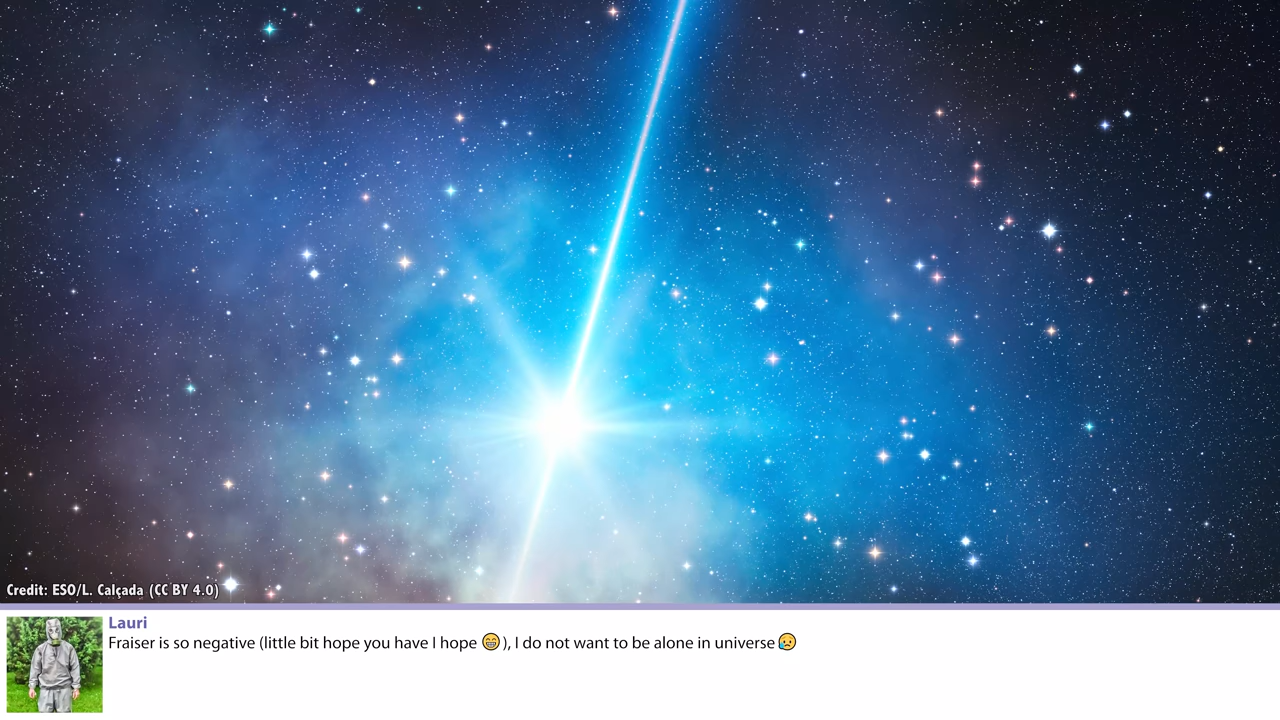 Credit: ESO/L. Calçada (CC BY 4.0)
Lauri
Fraiser is so negative (little bit hope you have I hope 😁), I do not want to be alone in universe 😥